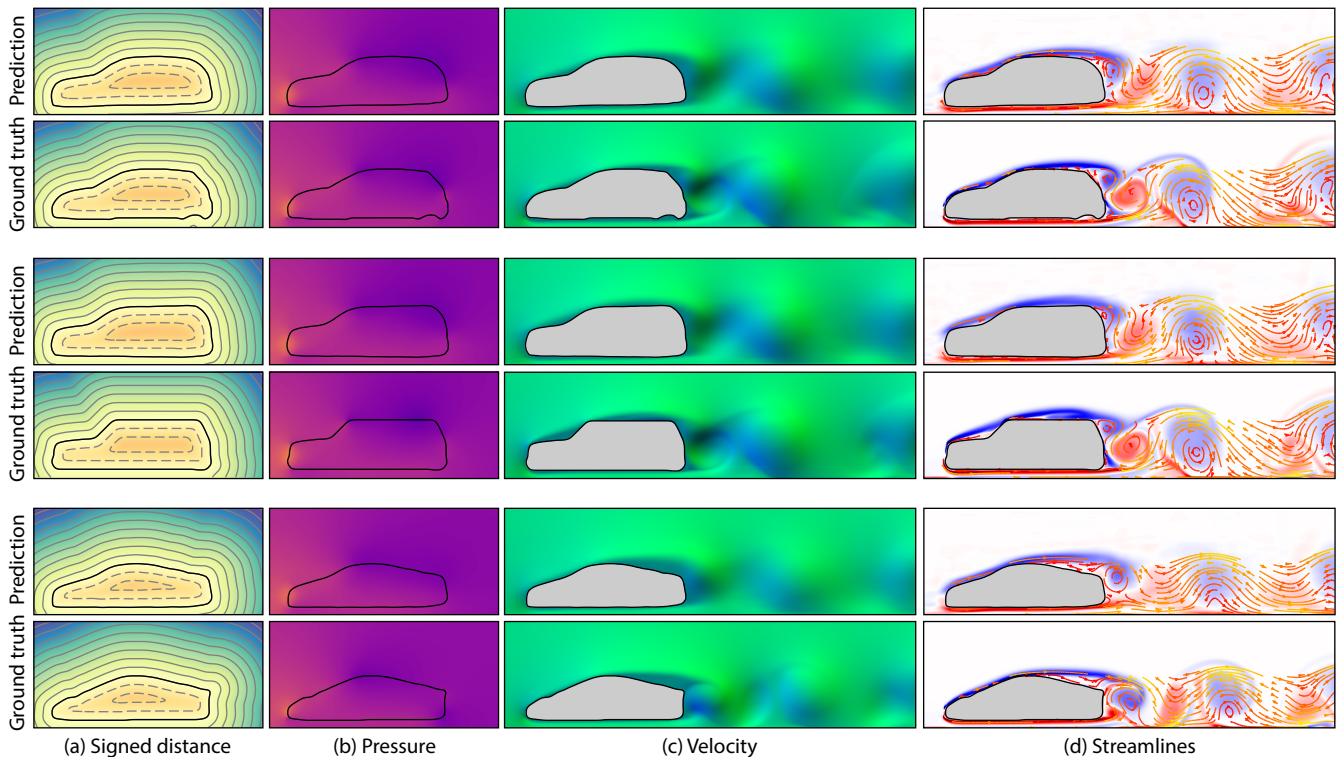 Prediction
Ground truth
Prediction
Ground truth
Prediction
Ground truth
(a) Signed distance
(b) Pressure
(c) Velocity
(d) Streamlines